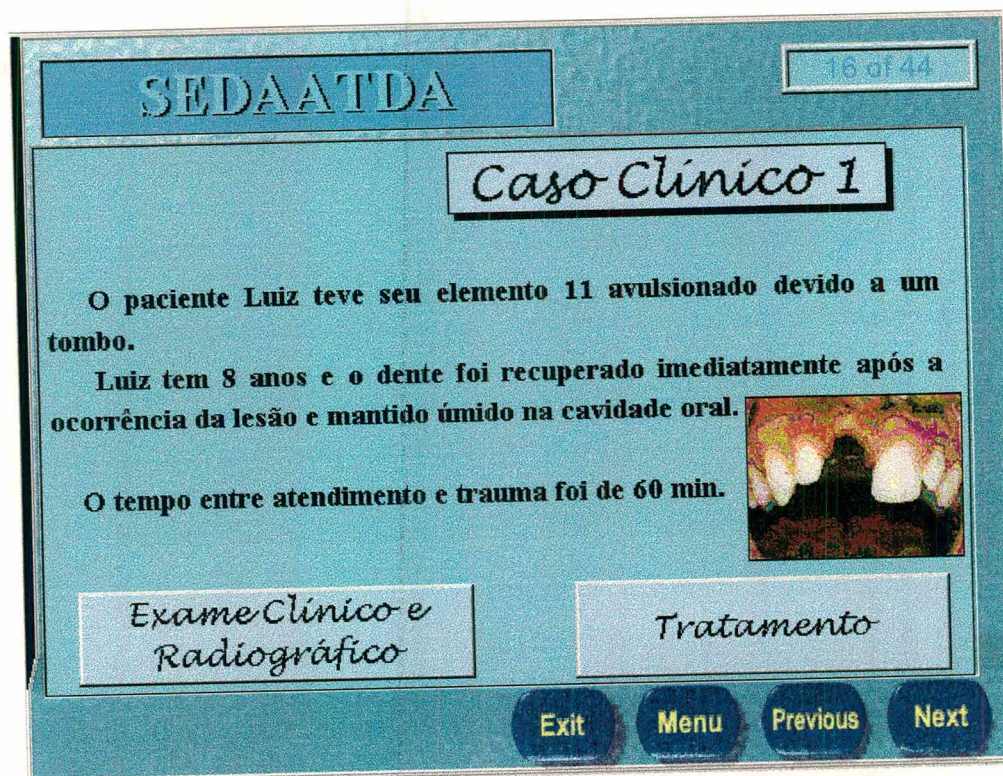 SEDAATDA
16 of 44
Caso Clínico 1
O paciente Luiz teve seu elemento 11 avulsionado devido a um
tombo.
Luiz tem 8 anos e o dente foi recuperado imediatamente após a
ocorrência da lesão e mantido úmido na cavidade oral.
O tempo entre atendimento e trauma foi de 60 min.
Exame Clínico e
Radiográfico
Tratamento
Exit
Menu
Previous
Next